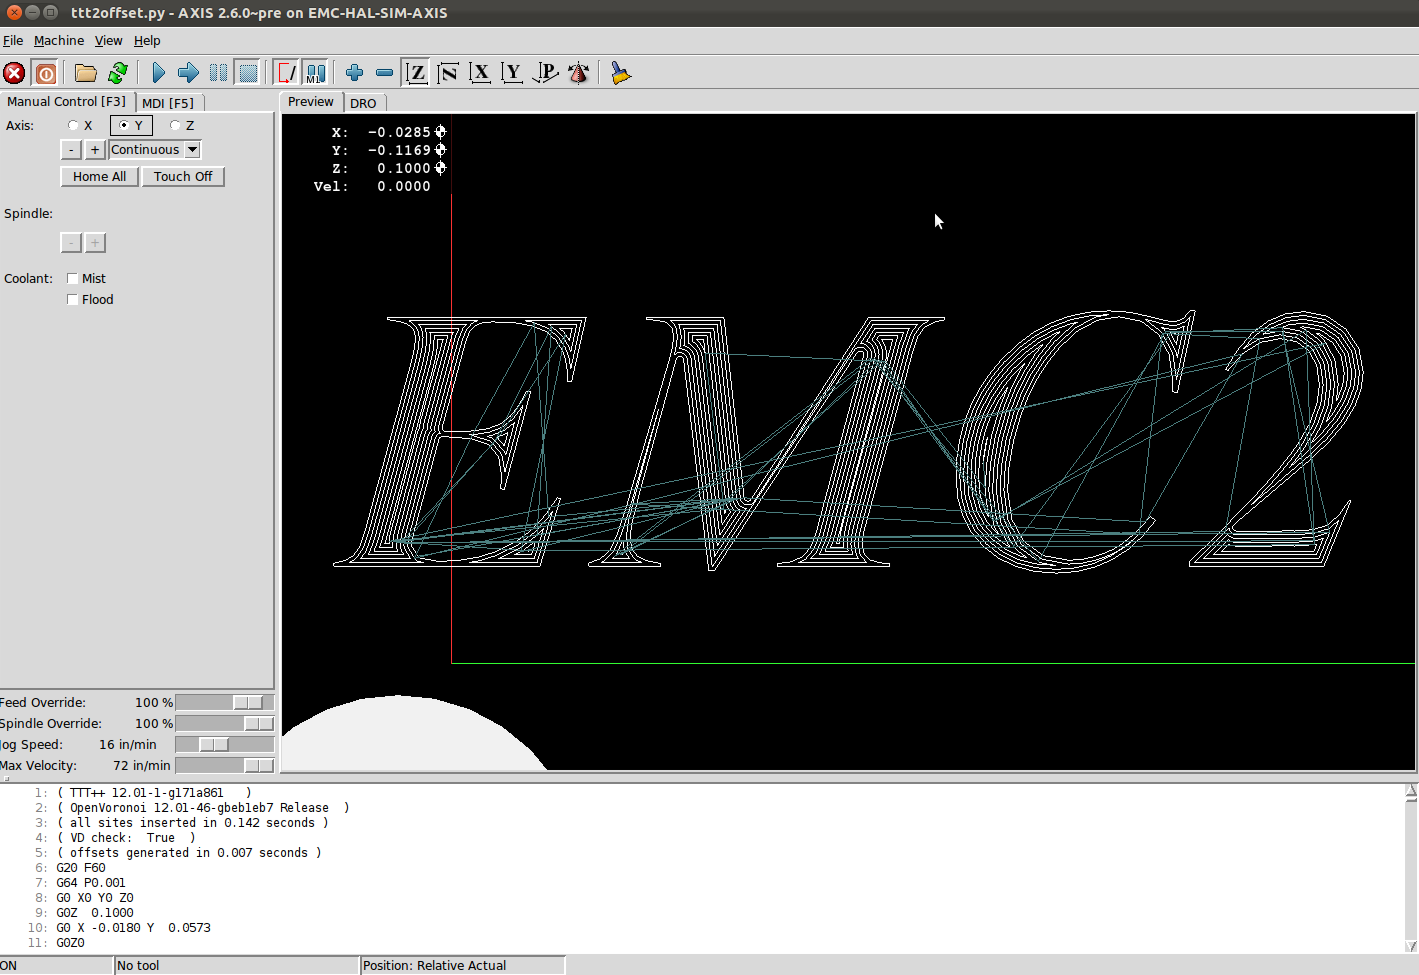 ttt2offset.py - AXIS 2.6.0~pre on EMC-HAL-SIM-AXIS
File Machine View Help
Manual Control [F3] MDI [F5] Preview DRO
Axis: X Y Z
- + Continuous
Home All Touch Off
Spindle:
- +
Coolant: Mist
Flood
X: -0.0285
Y: -0.1169
Z: 0.1000
Vel: 0.0000
EMC2
Feed Override: 100 %
Spindle Override: 100 %
Jog Speed: 16 in/min
Max Velocity: 72 in/min
1: ( TTT++ 12.01-1-g171a861 )
2: ( OpenVoronoi 12.01-46-gbeb1eb7 Release )
3: ( all sites inserted in 0.142 seconds )
4: ( VD check: True )
5: ( offsets generated in 0.007 seconds )
6: G20 F60
7: G64 P0.001
8: G0 X0 Y0 Z0
9: G0Z 0.1000
10: G0 X -0.0180 Y 0.0573
11: G0Z0
ON No tool Position: Relative Actual